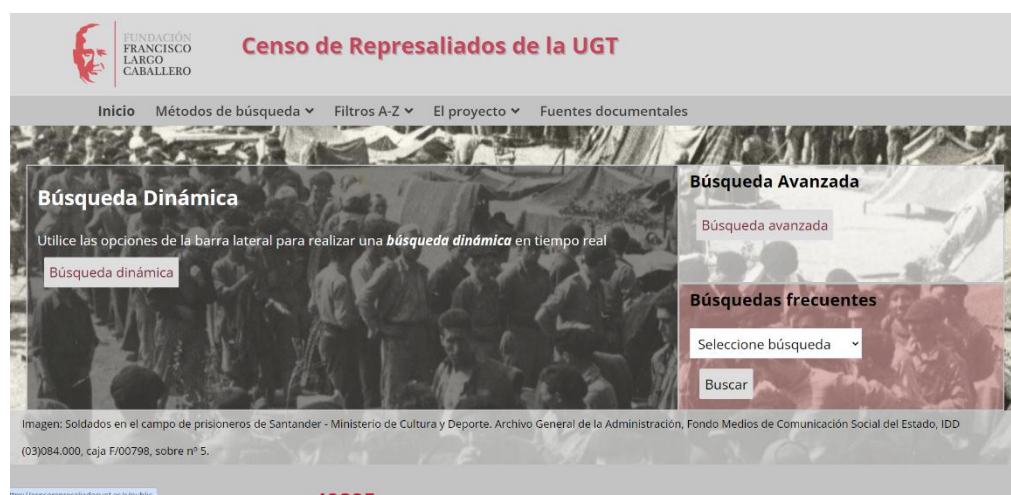 FUNDACIÓN
FRANCISCO
LARGO
CABALLERO
Censo de Represaliados de la UGT
Inicio Métodos de búsqueda Filtros A-Z El proyecto Fuentes documentales
Búsqueda Dinámica
Utilice las opciones de la barra lateral para realizar una búsqueda dinámica en tiempo real
Búsqueda dinámica
Búsqueda Avanzada
Búsqueda avanzada
Búsquedas frecuentes
Seleccione búsqueda
Buscar
Imagen: Soldados en el campo de prisioneros de Santander - Ministerio de Cultura y Deporte. Archivo General de la Administración, Fondo Medios de Comunicación Social del Estado, IDD
(03)084.000, caja F/00798, sobre nº 5.